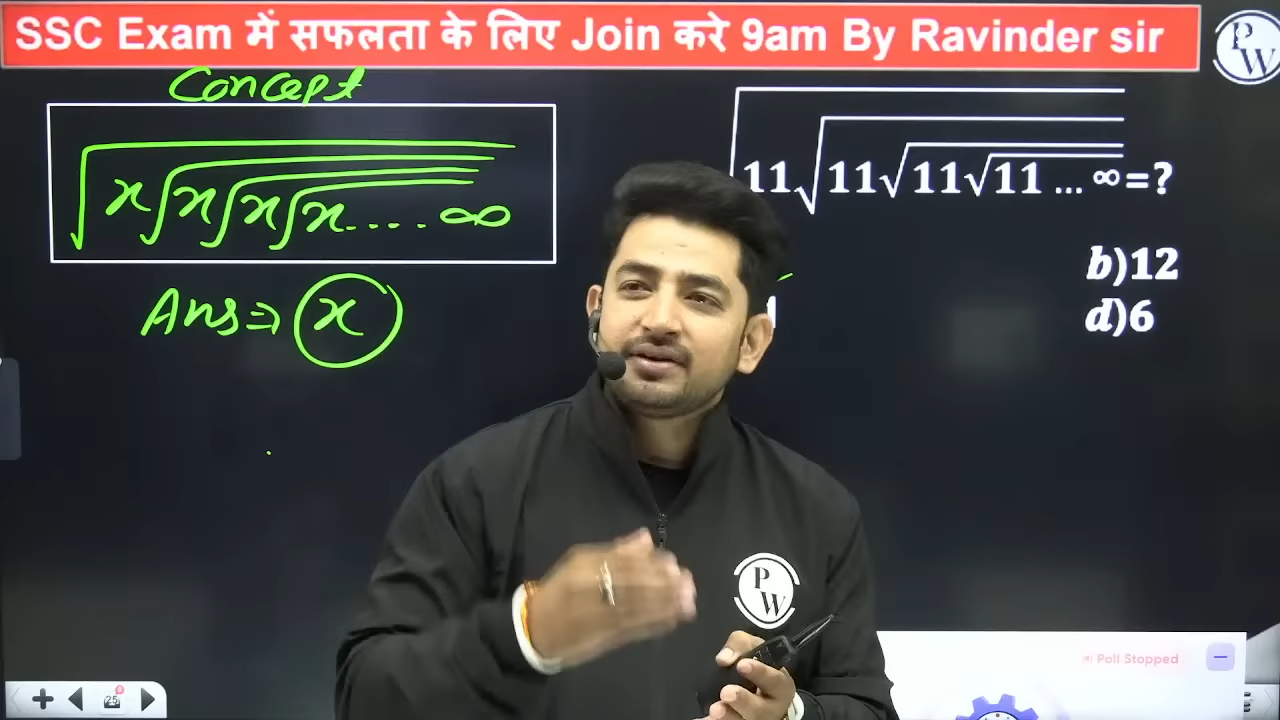 SSC Exam में सफलता के लिए Join करे 9am By Ravinder sir
PW
Concept
√x√x√x√x.... ∞
Ans ⇒ x
√11√11√11√11 ... ∞ = ?
b)12
d)6
PW
Poll Stopped
25